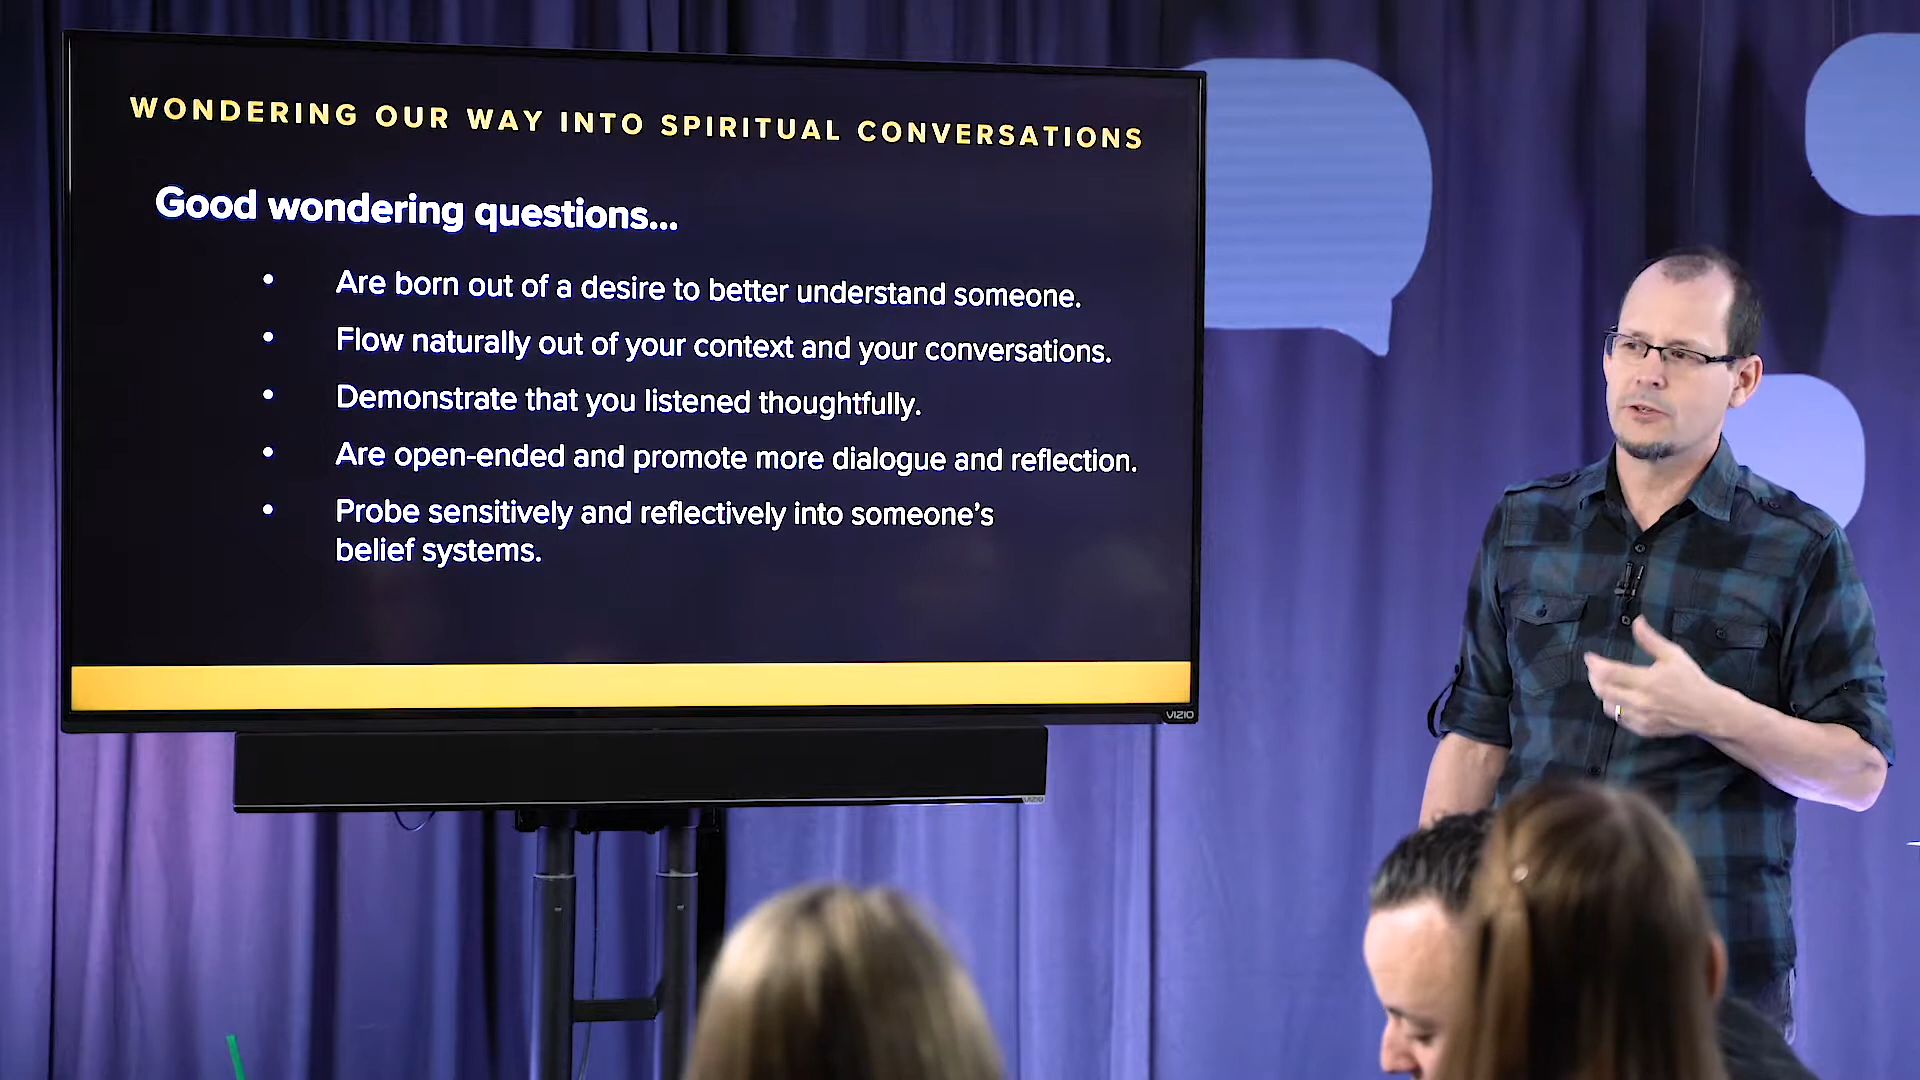 WONDERING OUR WAY INTO SPIRITUAL CONVERSATIONS
Good wondering questions...
• Are born out of a desire to better understand someone.
• Flow naturally out of your context and your conversations.
• Demonstrate that you listened thoughtfully.
• Are open-ended and promote more dialogue and reflection.
• Probe sensitively and reflectively into someone’s
belief systems.
VIZIO
VIZIO